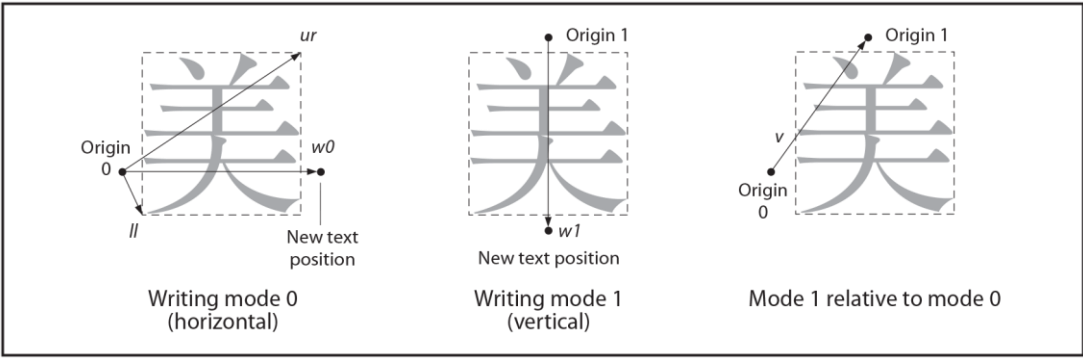 ur
美
Origin
0
w0
ll
New text
position
Writing mode 0
(horizontal)
Origin 1
美
w1
New text position
Writing mode 1
(vertical)
Origin 1
美
v
Origin
0
Mode 1 relative to mode 0